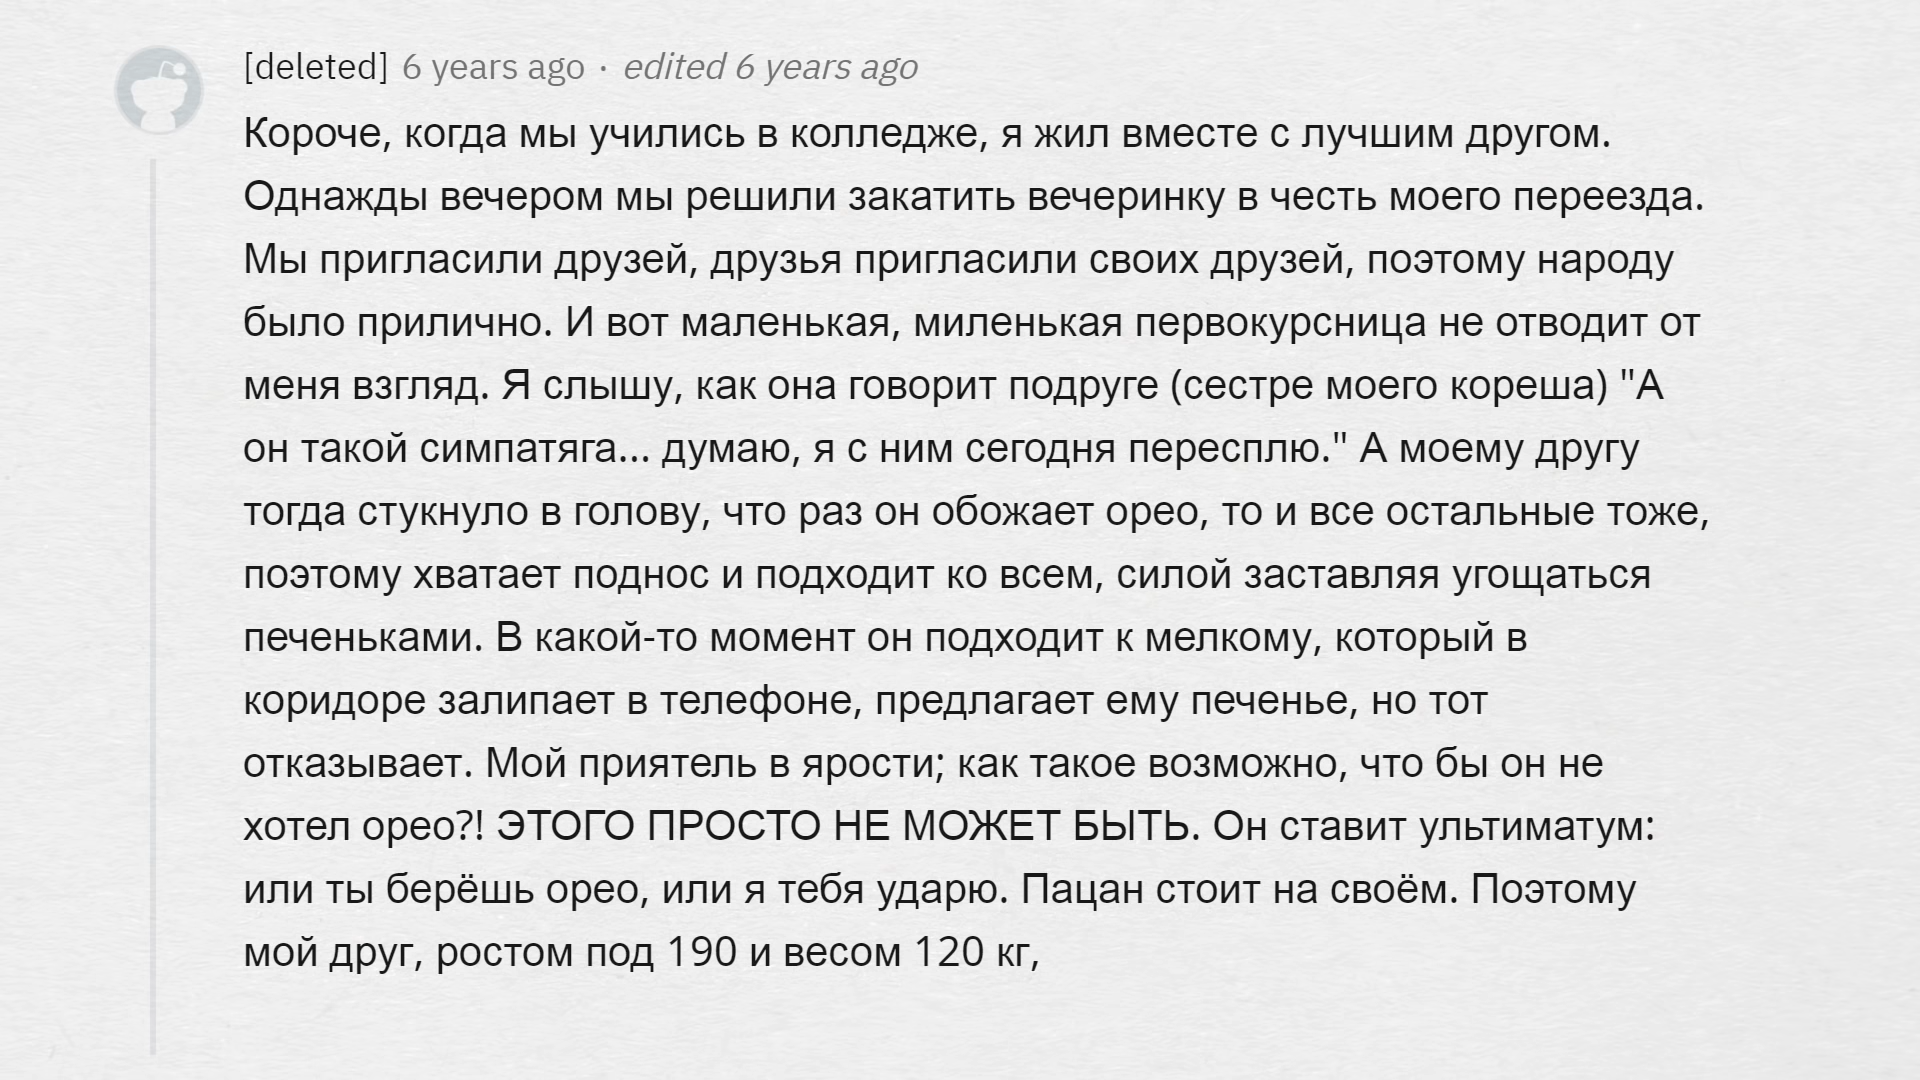 [deleted] 6 years ago · edited 6 years ago
Короче, когда мы учились в колледже, я жил вместе с лучшим другом.
Однажды вечером мы решили закатить вечеринку в честь моего переезда.
Мы пригласили друзей, друзья пригласили своих друзей, поэтому народу
было прилично. И вот маленькая, миленькая первокурсница не отводит от
меня взгляд. Я слышу, как она говорит подруге (сестре моего кореша) "А
он такой симпатяга... думаю, я с ним сегодня пересплю." А моему другу
тогда стукнуло в голову, что раз он обожает орео, то и все остальные тоже,
поэтому хватает поднос и подходит ко всем, силой заставляя угощаться
печеньками. В какой-то момент он подходит к мелкому, который в
коридоре залипает в телефоне, предлагает ему печенье, но тот
отказывает. Мой приятель в ярости; как такое возможно, что бы он не
хотел орео?! ЭТОГО ПРОСТО НЕ МОЖЕТ БЫТЬ. Он ставит ультиматум:
или ты берёшь орео, или я тебя ударю. Пацан стоит на своём. Поэтому
мой друг, ростом под 190 и весом 120 кг,